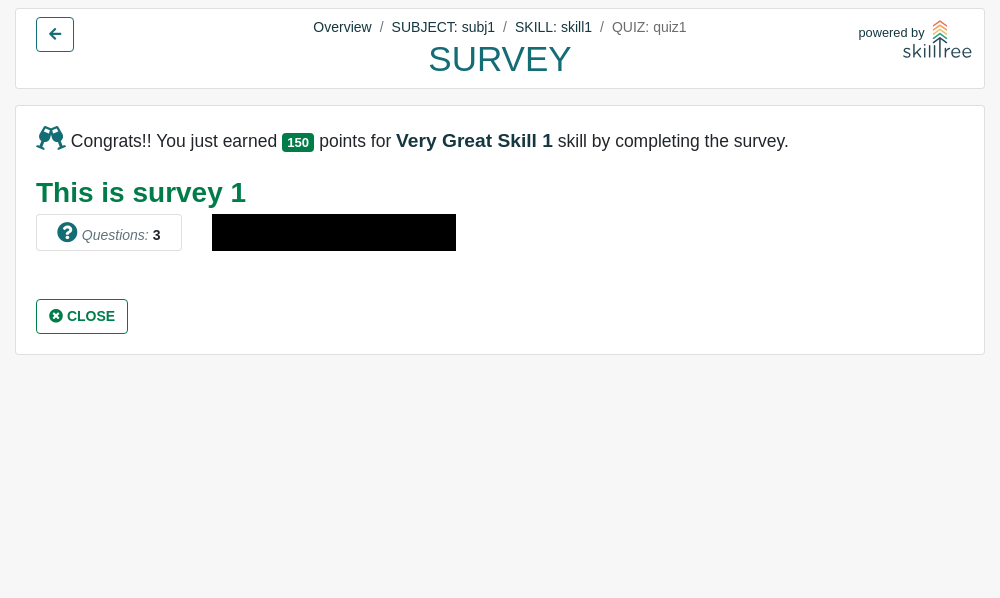 Overview / SUBJECT: subj1 / SKILL: skill1 / QUIZ: quiz1
SURVEY
powered by
skilltree
Congrats!! You just earned 150 points for Very Great Skill 1 skill by completing the survey.
This is survey 1
Questions: 3
CLOSE